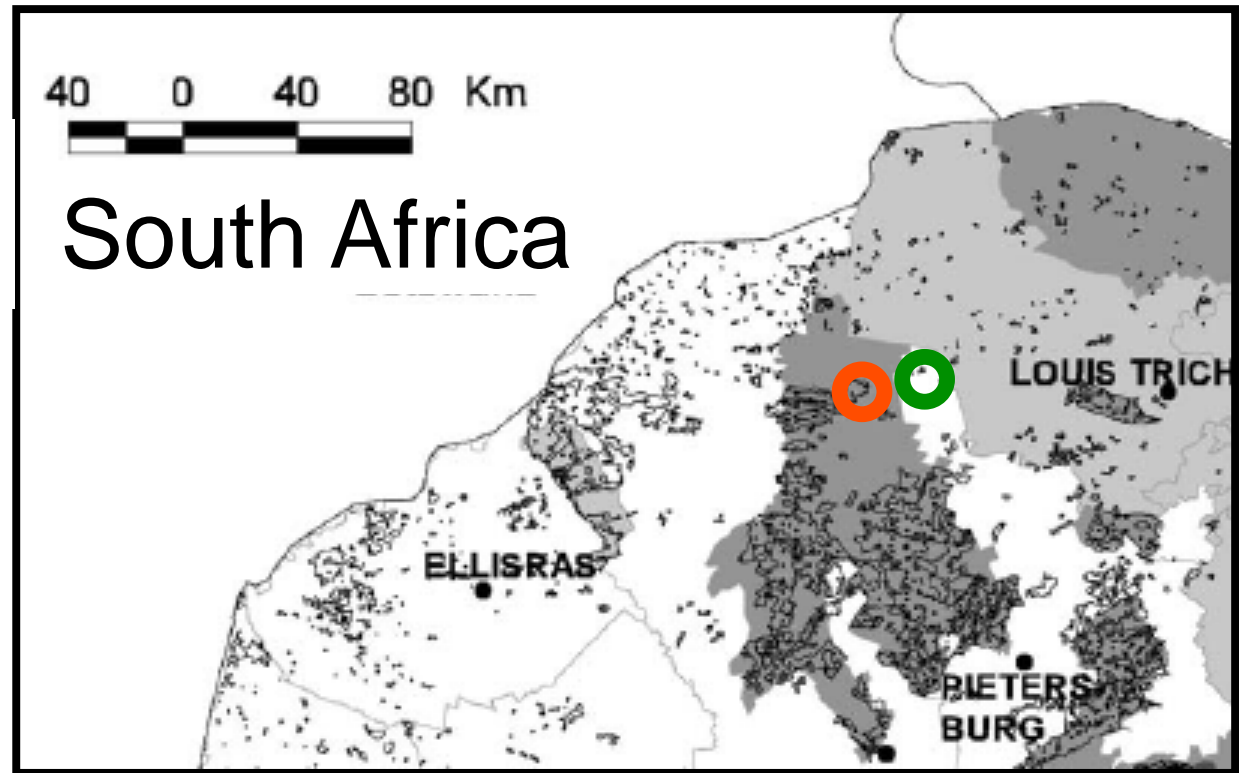 40 0 40 80 Km
South Africa
LOUIS TRICH
ELLISRAS
PIETERS
BURG